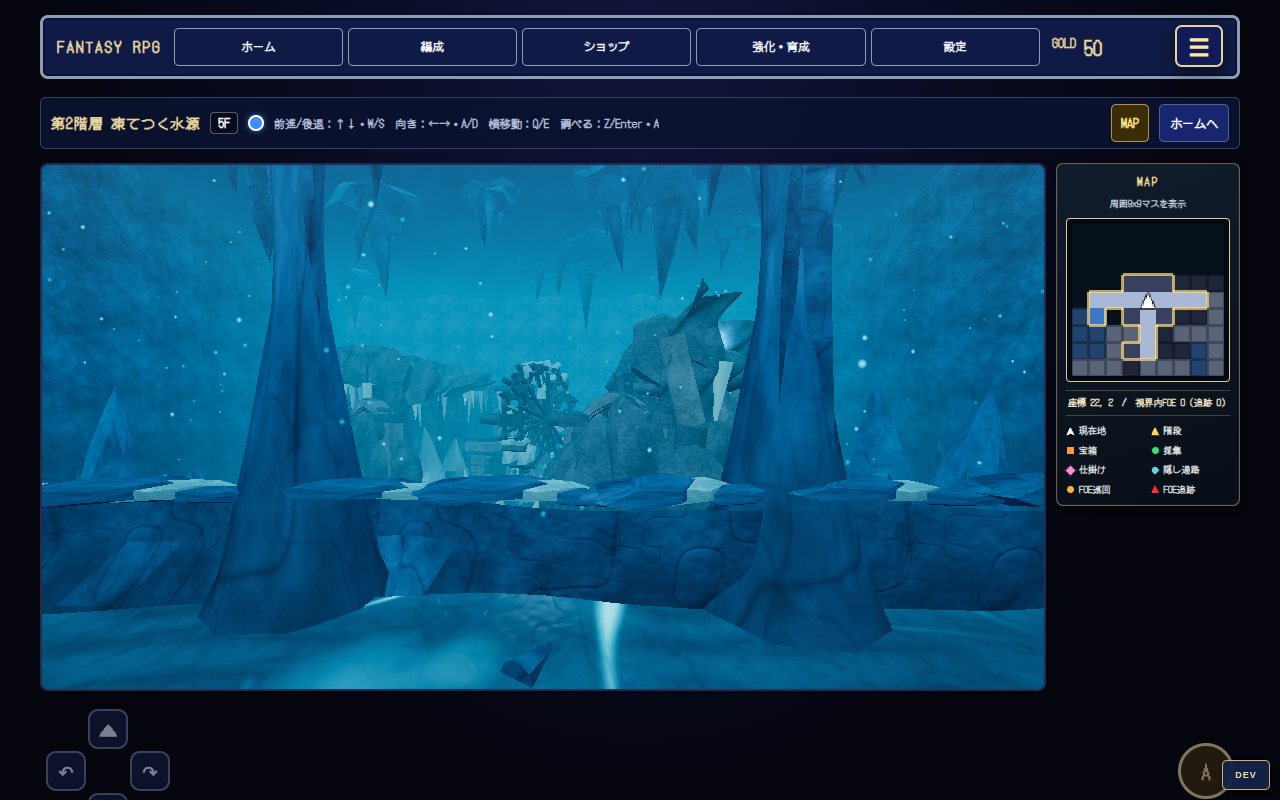 FANTASY RPG
ホーム
編成
ショップ
強化・育成
設定
GOLD 50
第2階層 凍てつく水源
5F
前進/後退:↑↓・W/S 向き:←→・A/D 横移動:Q/E 調べる:Z/Enter・A
MAP
ホームへ
MAP
周囲9x9マスを表示
座標 22, 2 / 視界内FOE 0 (追跡 0)
現在地
階段
宝箱
採集
仕掛け
隠し通路
FOE巡回
FOE追跡
A
DEV